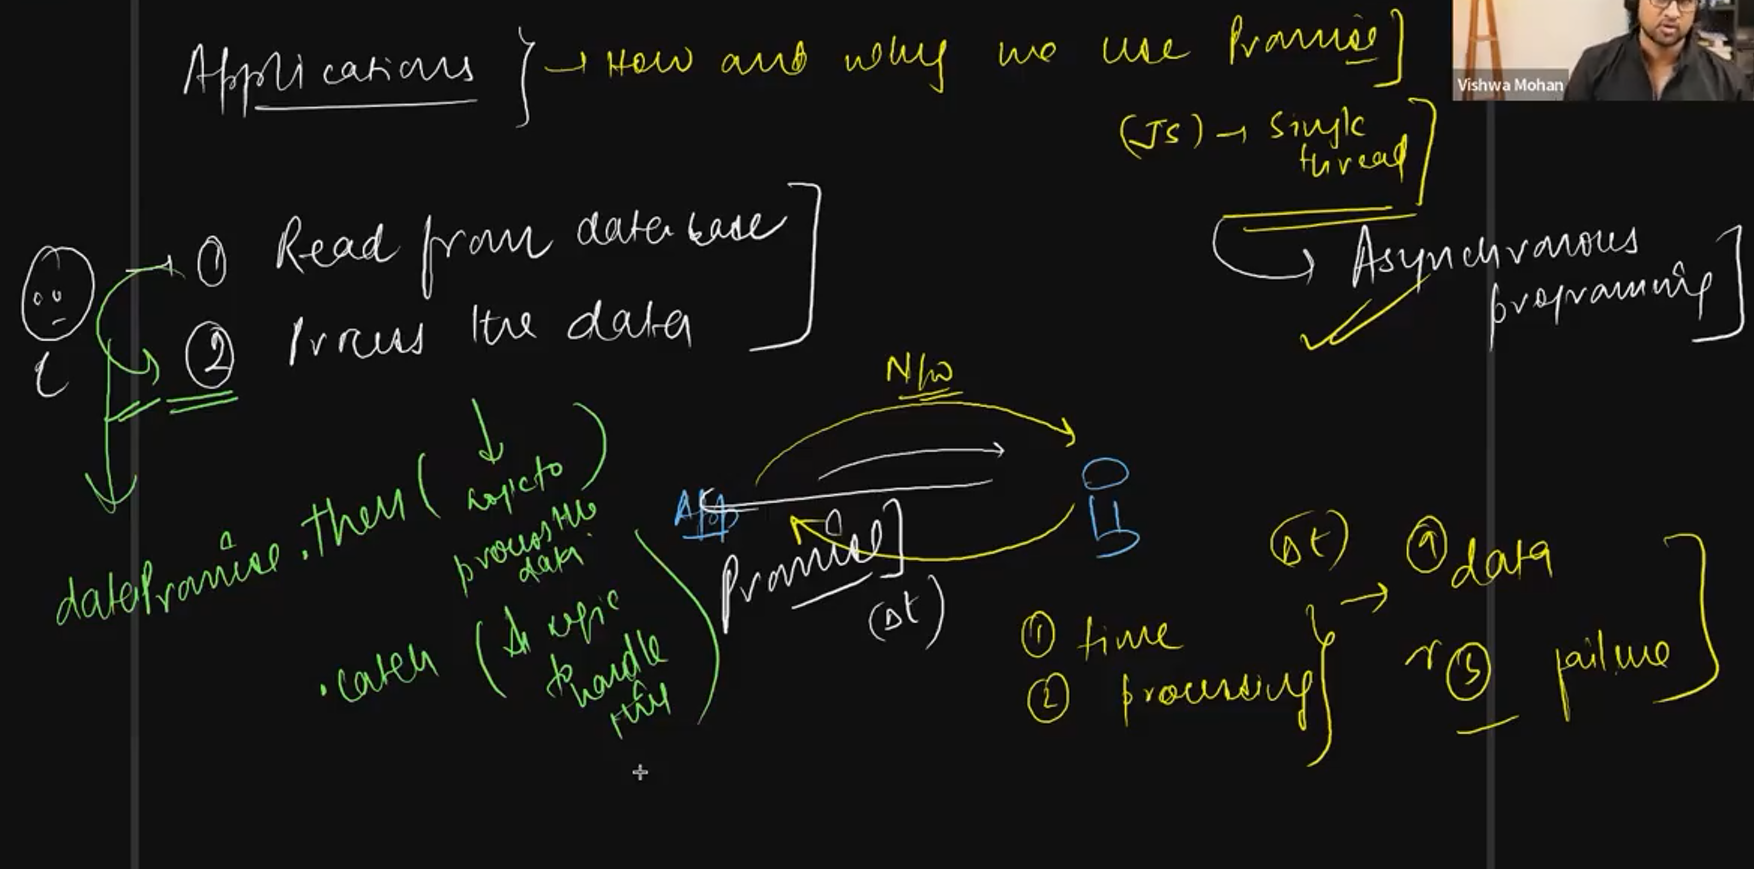 Applications } → How and why we use Promise]
Vishwa Mohan
(JS) → Single
thread
Asynchronous
programming
① Read from database
② Process the data
N/w
App
Promise]
(Δt)
dataPromise.then(
logic to
process the
data
)
.catch (
logic
to
handle
this
)
① time
② processing
(Δt)
→
① data
③ failure